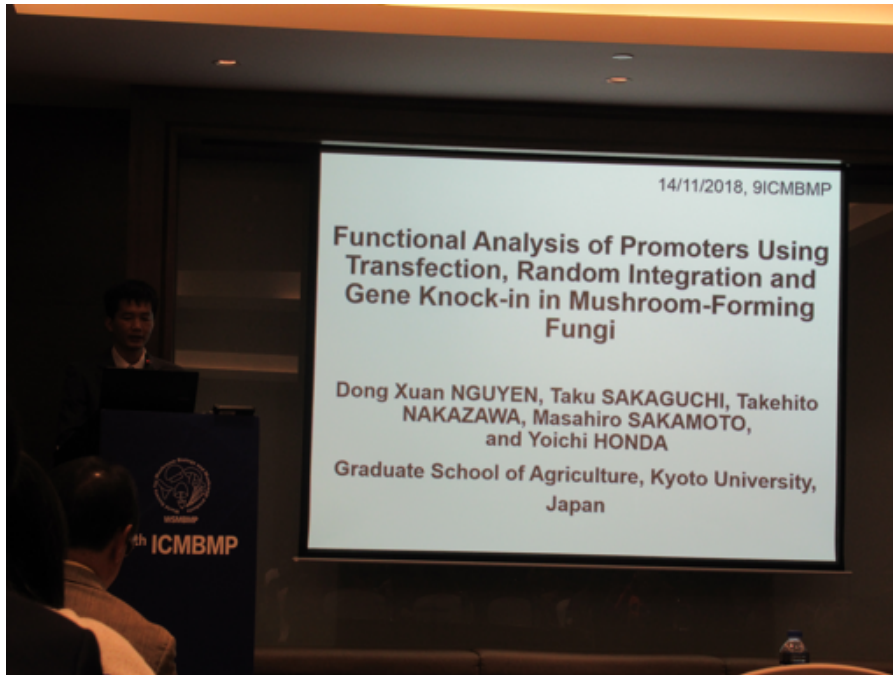 14/11/2018, 9ICMBMP
Functional Analysis of Promoters Using
Transfection, Random Integration and
Gene Knock-in in Mushroom-Forming
Fungi
Dong Xuan NGUYEN, Taku SAKAGUCHI, Takehito
NAKAZAWA, Masahiro SAKAMOTO,
and Yoichi HONDA
Graduate School of Agriculture, Kyoto University,
Japan
WSMBMP
th ICMBMP